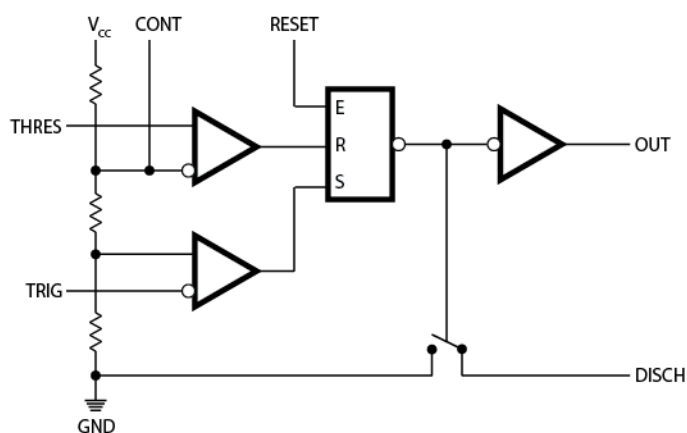 Vcc CONT RESET
E
THRES
R OUT
S
TRIG
DISCH
GND